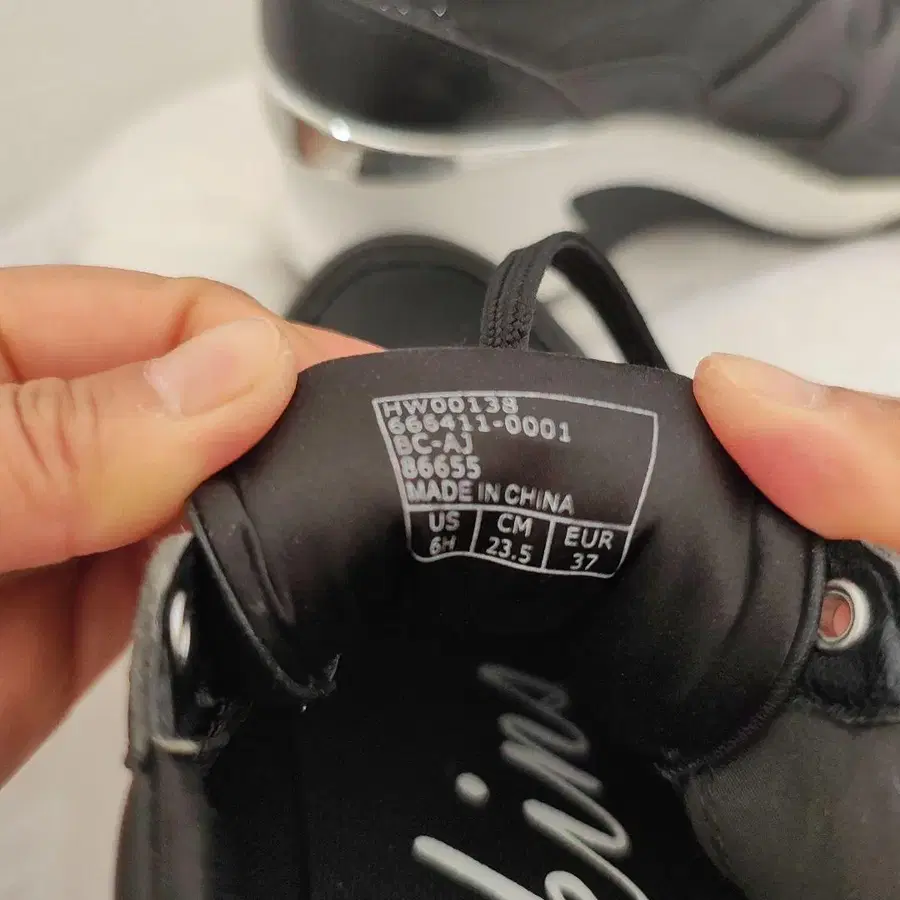 HW00138
666411-0001
BC-AJ
86655
MADE IN CHINA
US CM EUR
6H 23.5 37